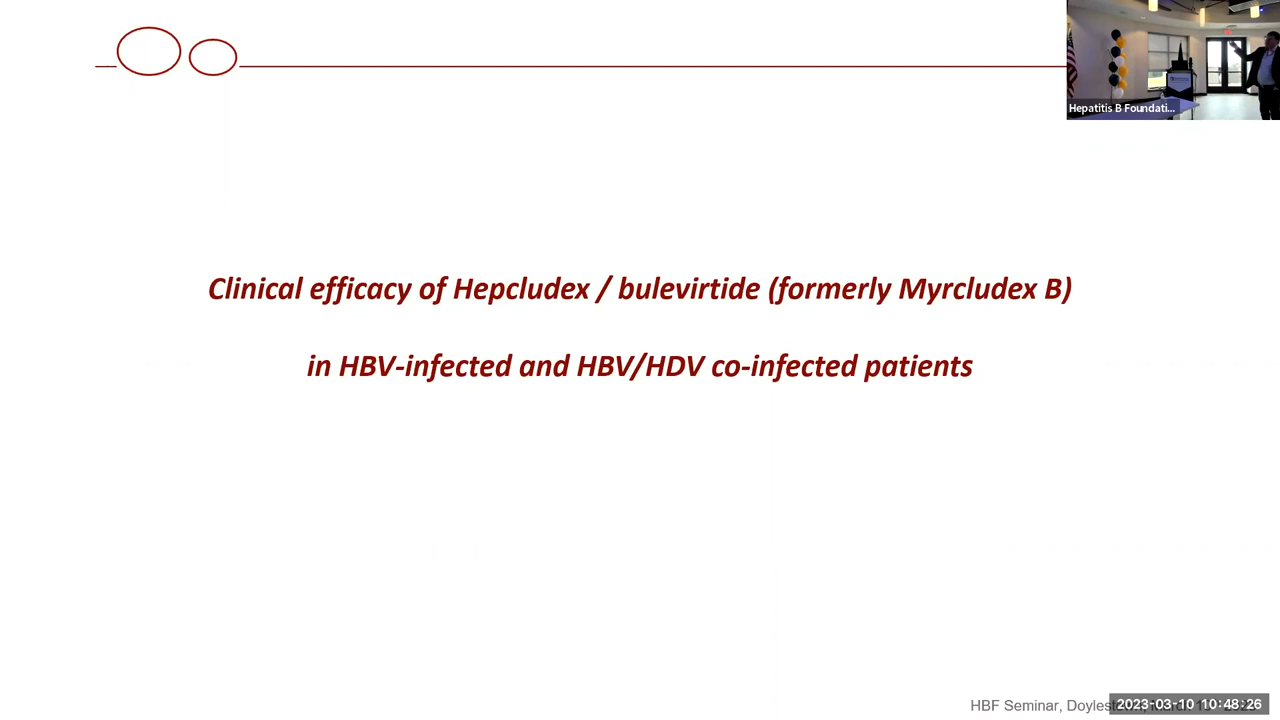 Hepatitis B Foundati...
Clinical efficacy of Hepcludex / bulevirtide (formerly Myrcludex B)
in HBV-infected and HBV/HDV co-infected patients
HBF Seminar,
2023-03-10 10:48:26